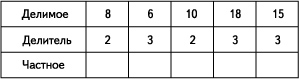 Делимое 8 6 10 18 15
Делитель 2 3 2 3 3
Частное